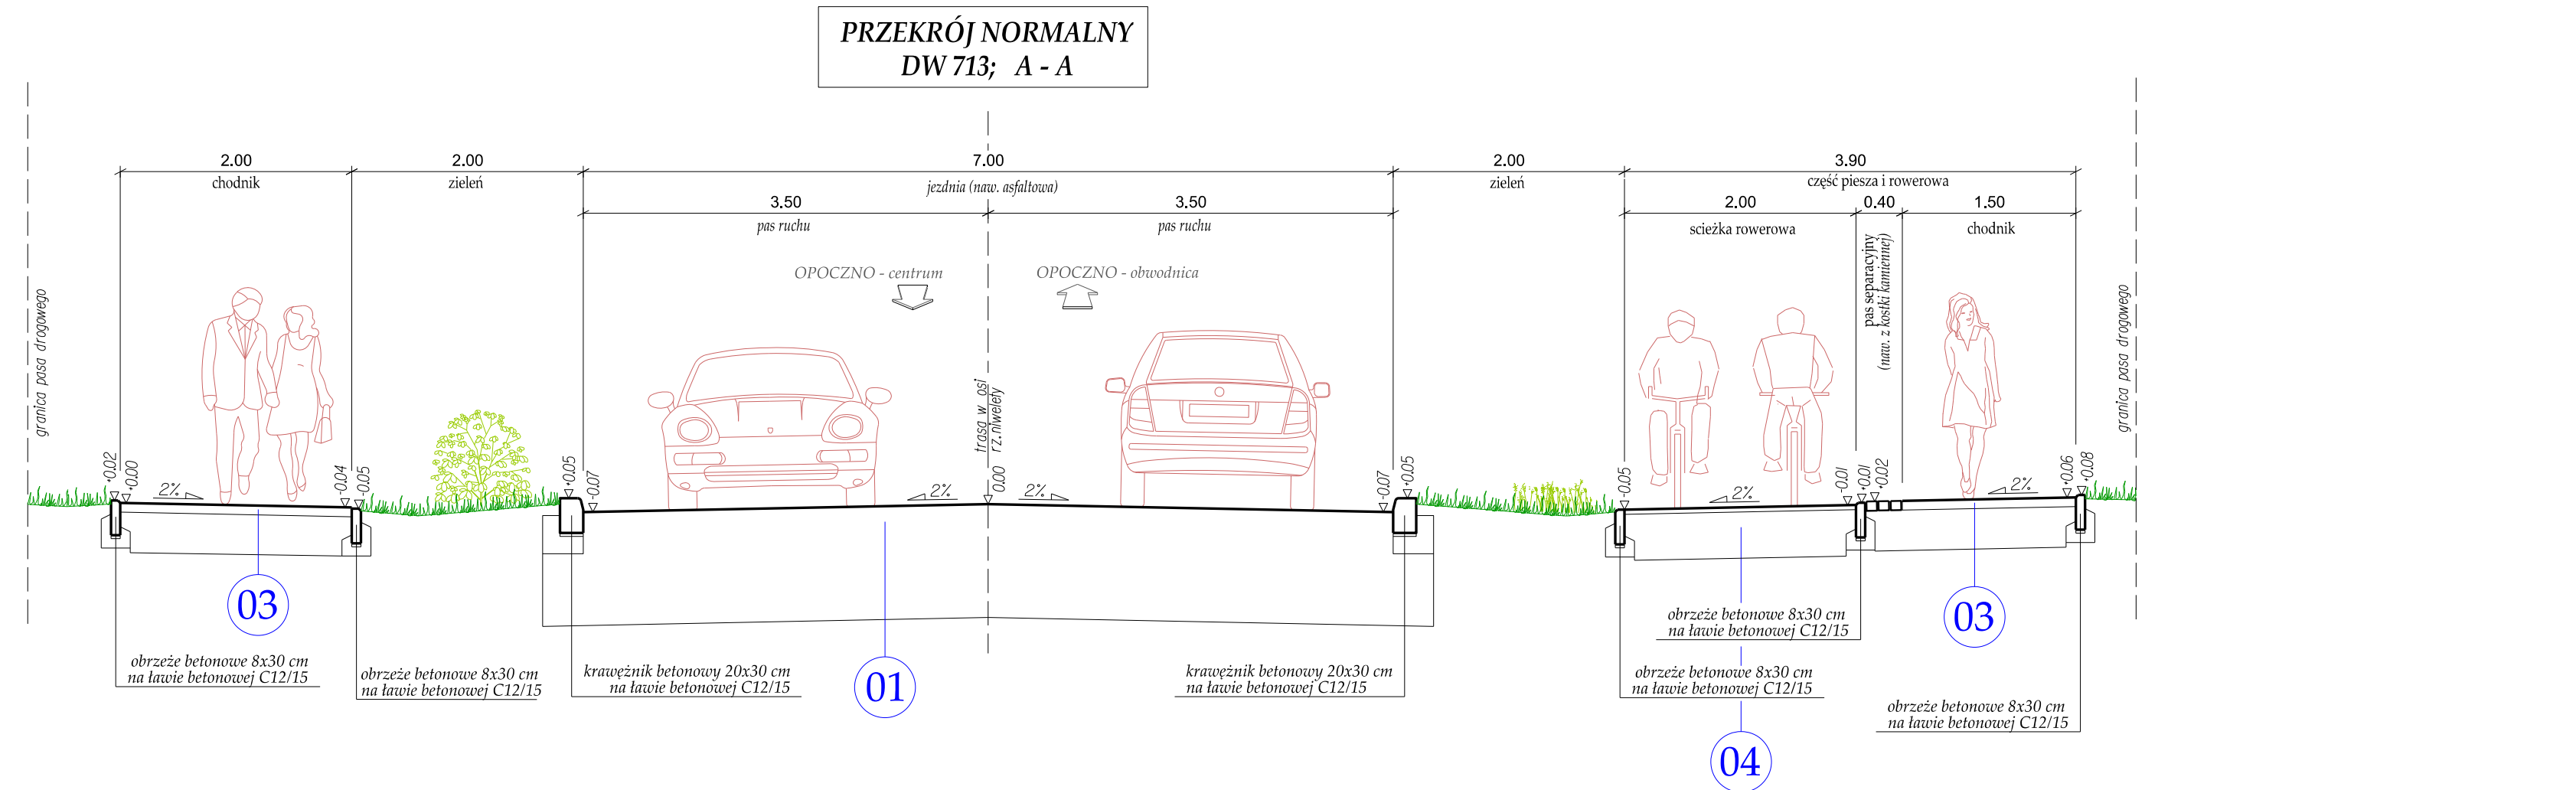 PRZEKRÓJ NORMALNY
DW 713; A - A
2.00
2.00
7.00
2.00
3.90
chodnik
zieleń
jezdnia (naw. asfaltowa)
zieleń
część piesza i rowerowa
3.50
3.50
2.00
0.40
1.50
pas ruchu
pas ruchu
scieżka rowerowa
pas separacyjny
(naw. z kostki kamiennej)
chodnik
OPOCZNO - centrum
OPOCZNO - obwodnica
granica pasa drogowego
granica pasa drogowego
trasa w osi
0.00 rz.niwelety
+0.02
+0.00
-0.04
-0.05
+0.05
-0.07
-0.07
+0.05
-0.05
-0.01
+0.01
+0.02
+0.06
+0.08
2%
2%
2%
2%
2%
03
01
04
03
obrzeże betonowe 8x30 cm
na ławie betonowej C12/15
obrzeże betonowe 8x30 cm
na ławie betonowej C12/15
krawężnik betonowy 20x30 cm
na ławie betonowej C12/15
krawężnik betonowy 20x30 cm
na ławie betonowej C12/15
obrzeże betonowe 8x30 cm
na ławie betonowej C12/15
obrzeże betonowe 8x30 cm
na ławie betonowej C12/15
obrzeże betonowe 8x30 cm
na ławie betonowej C12/15